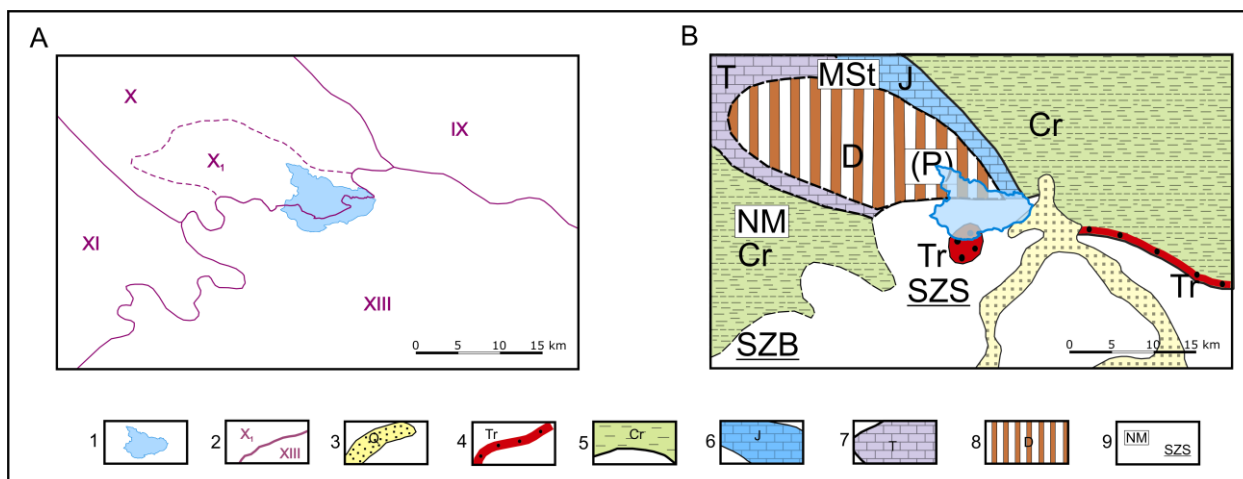 A
X
IX
X₁
XI
XIII
0 5 10 15 km
B
MSt
T
J
Cr
D
(P)
NM
Cr
Tr
SZS
Tr
SZB
0 5 10 15 km
1
2 X₁ XIII
3 Q
4 Tr
5 Cr
6 J
7 T
8 D
9 NM SZS